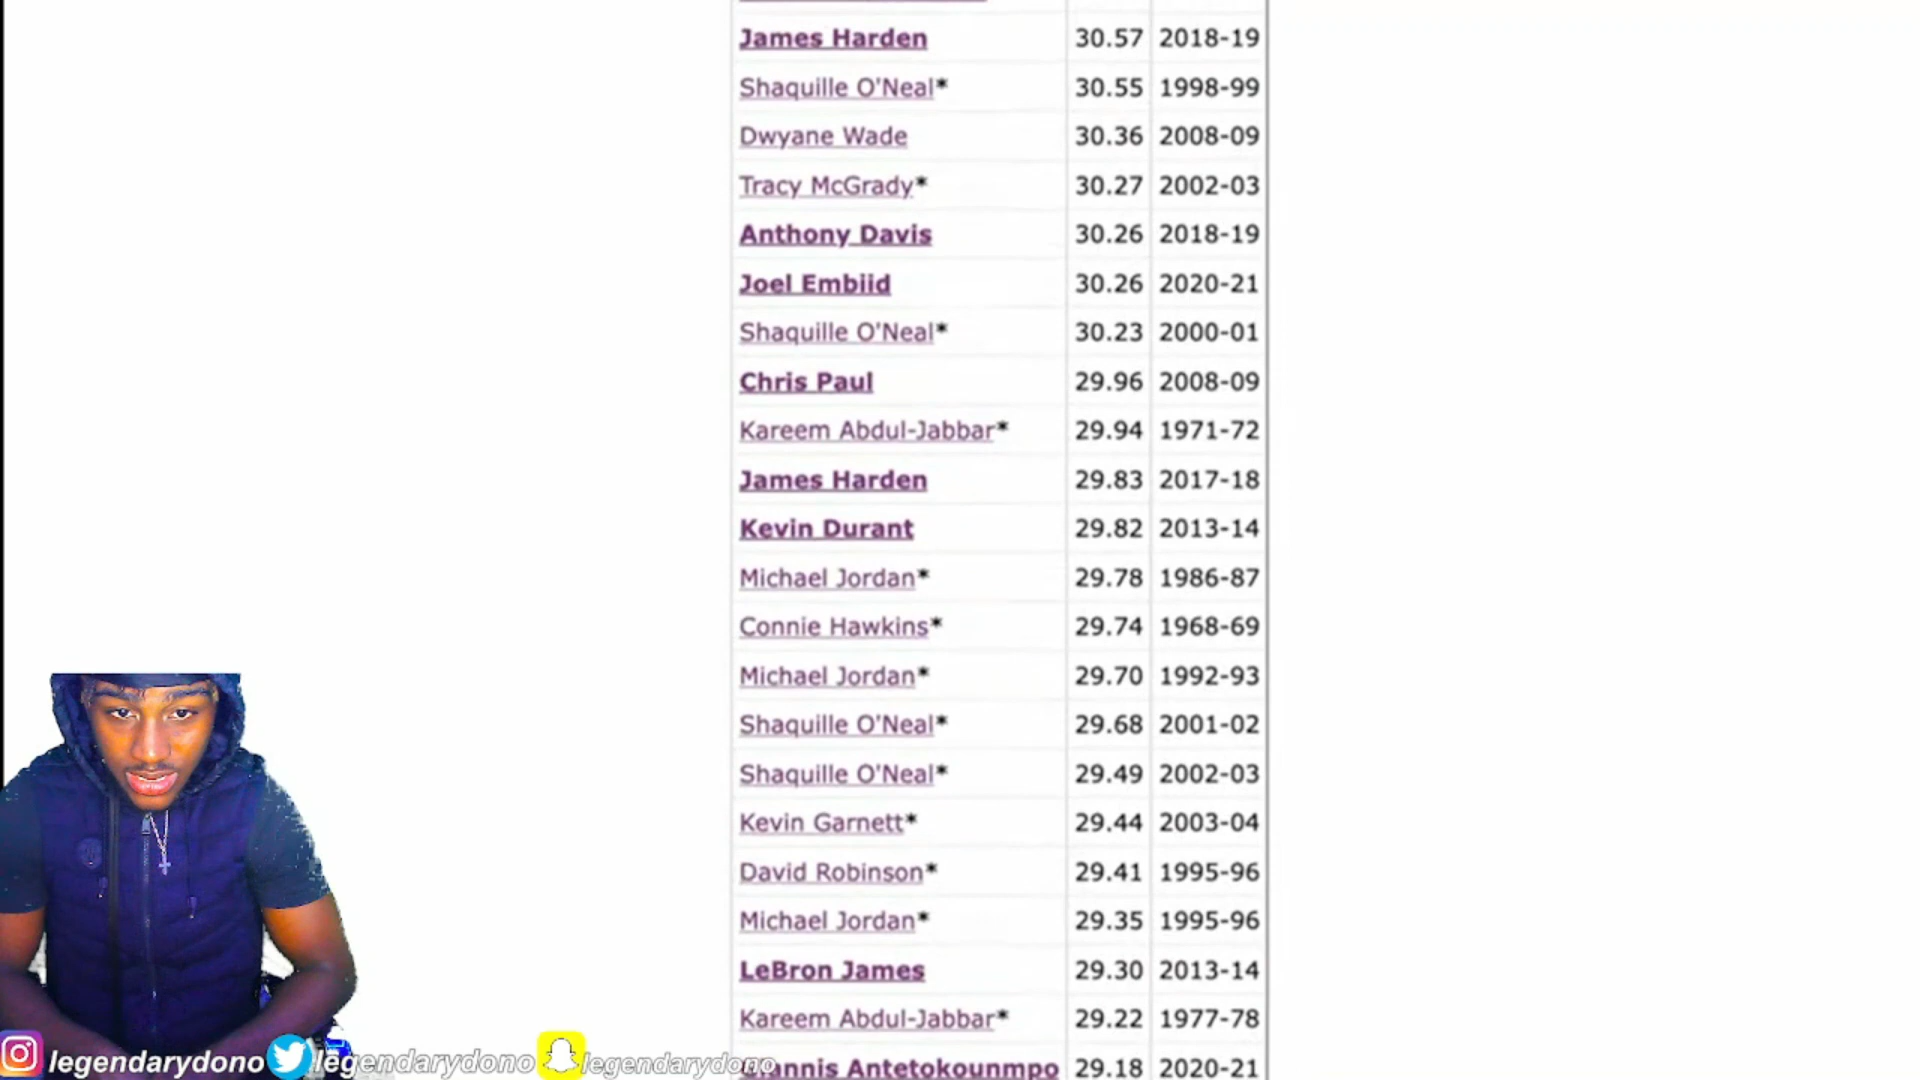 James Harden 30.57 2018-19
Shaquille O'Neal* 30.55 1998-99
Dwyane Wade 30.36 2008-09
Tracy McGrady* 30.27 2002-03
Anthony Davis 30.26 2018-19
Joel Embiid 30.26 2020-21
Shaquille O'Neal* 30.23 2000-01
Chris Paul 29.96 2008-09
Kareem Abdul-Jabbar* 29.94 1971-72
James Harden 29.83 2017-18
Kevin Durant 29.82 2013-14
Michael Jordan* 29.78 1986-87
Connie Hawkins* 29.74 1968-69
Michael Jordan* 29.70 1992-93
Shaquille O'Neal* 29.68 2001-02
Shaquille O'Neal* 29.49 2002-03
Kevin Garnett* 29.44 2003-04
David Robinson* 29.41 1995-96
Michael Jordan* 29.35 1995-96
LeBron James 29.30 2013-14
Kareem Abdul-Jabbar* 29.22 1977-78
Giannis Antetokounmpo 29.18 2020-21
legendarydono legendarydono legendarydono